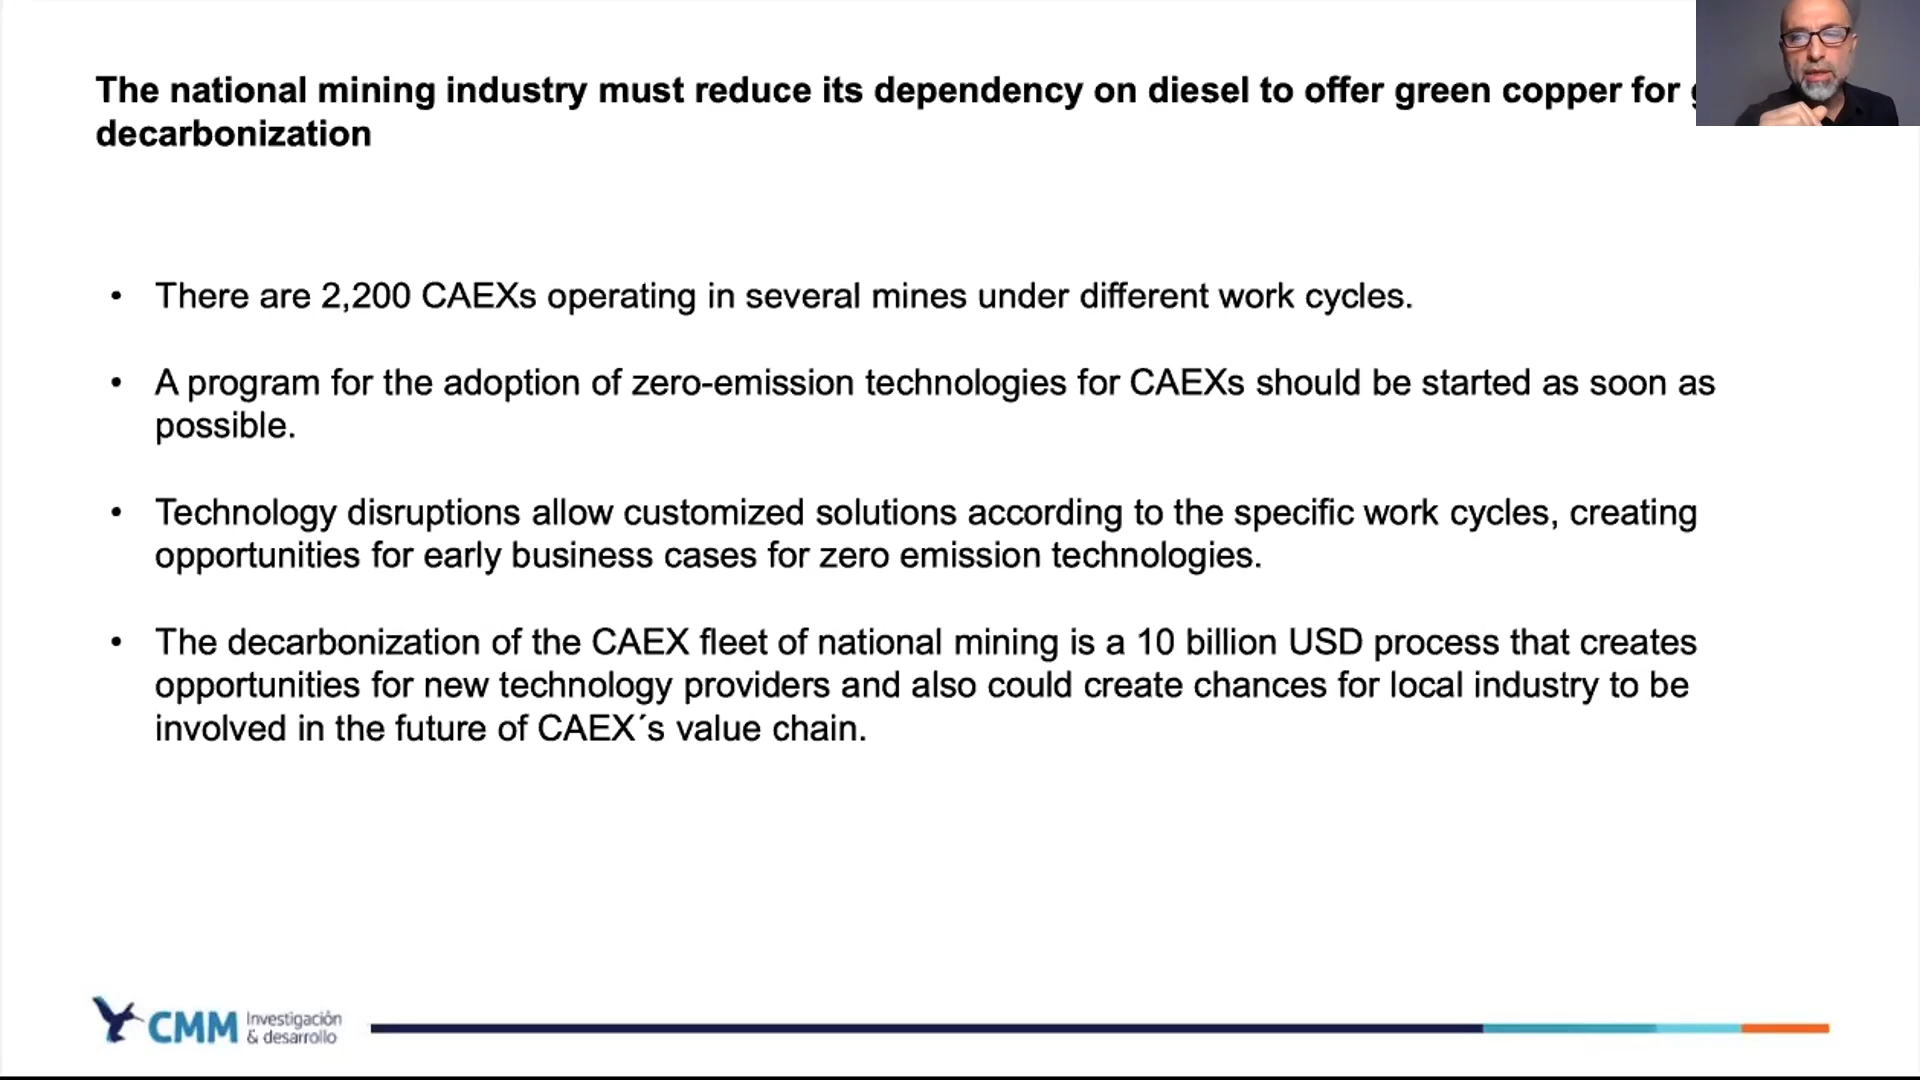 The national mining industry must reduce its dependency on diesel to offer green copper for
decarbonization
• There are 2,200 CAEXs operating in several mines under different work cycles.
• A program for the adoption of zero-emission technologies for CAEXs should be started as soon as
possible.
• Technology disruptions allow customized solutions according to the specific work cycles, creating
opportunities for early business cases for zero emission technologies.
• The decarbonization of the CAEX fleet of national mining is a 10 billion USD process that creates
opportunities for new technology providers and also could create chances for local industry to be
involved in the future of CAEX´s value chain.
CMM Investigación
& desarrollo